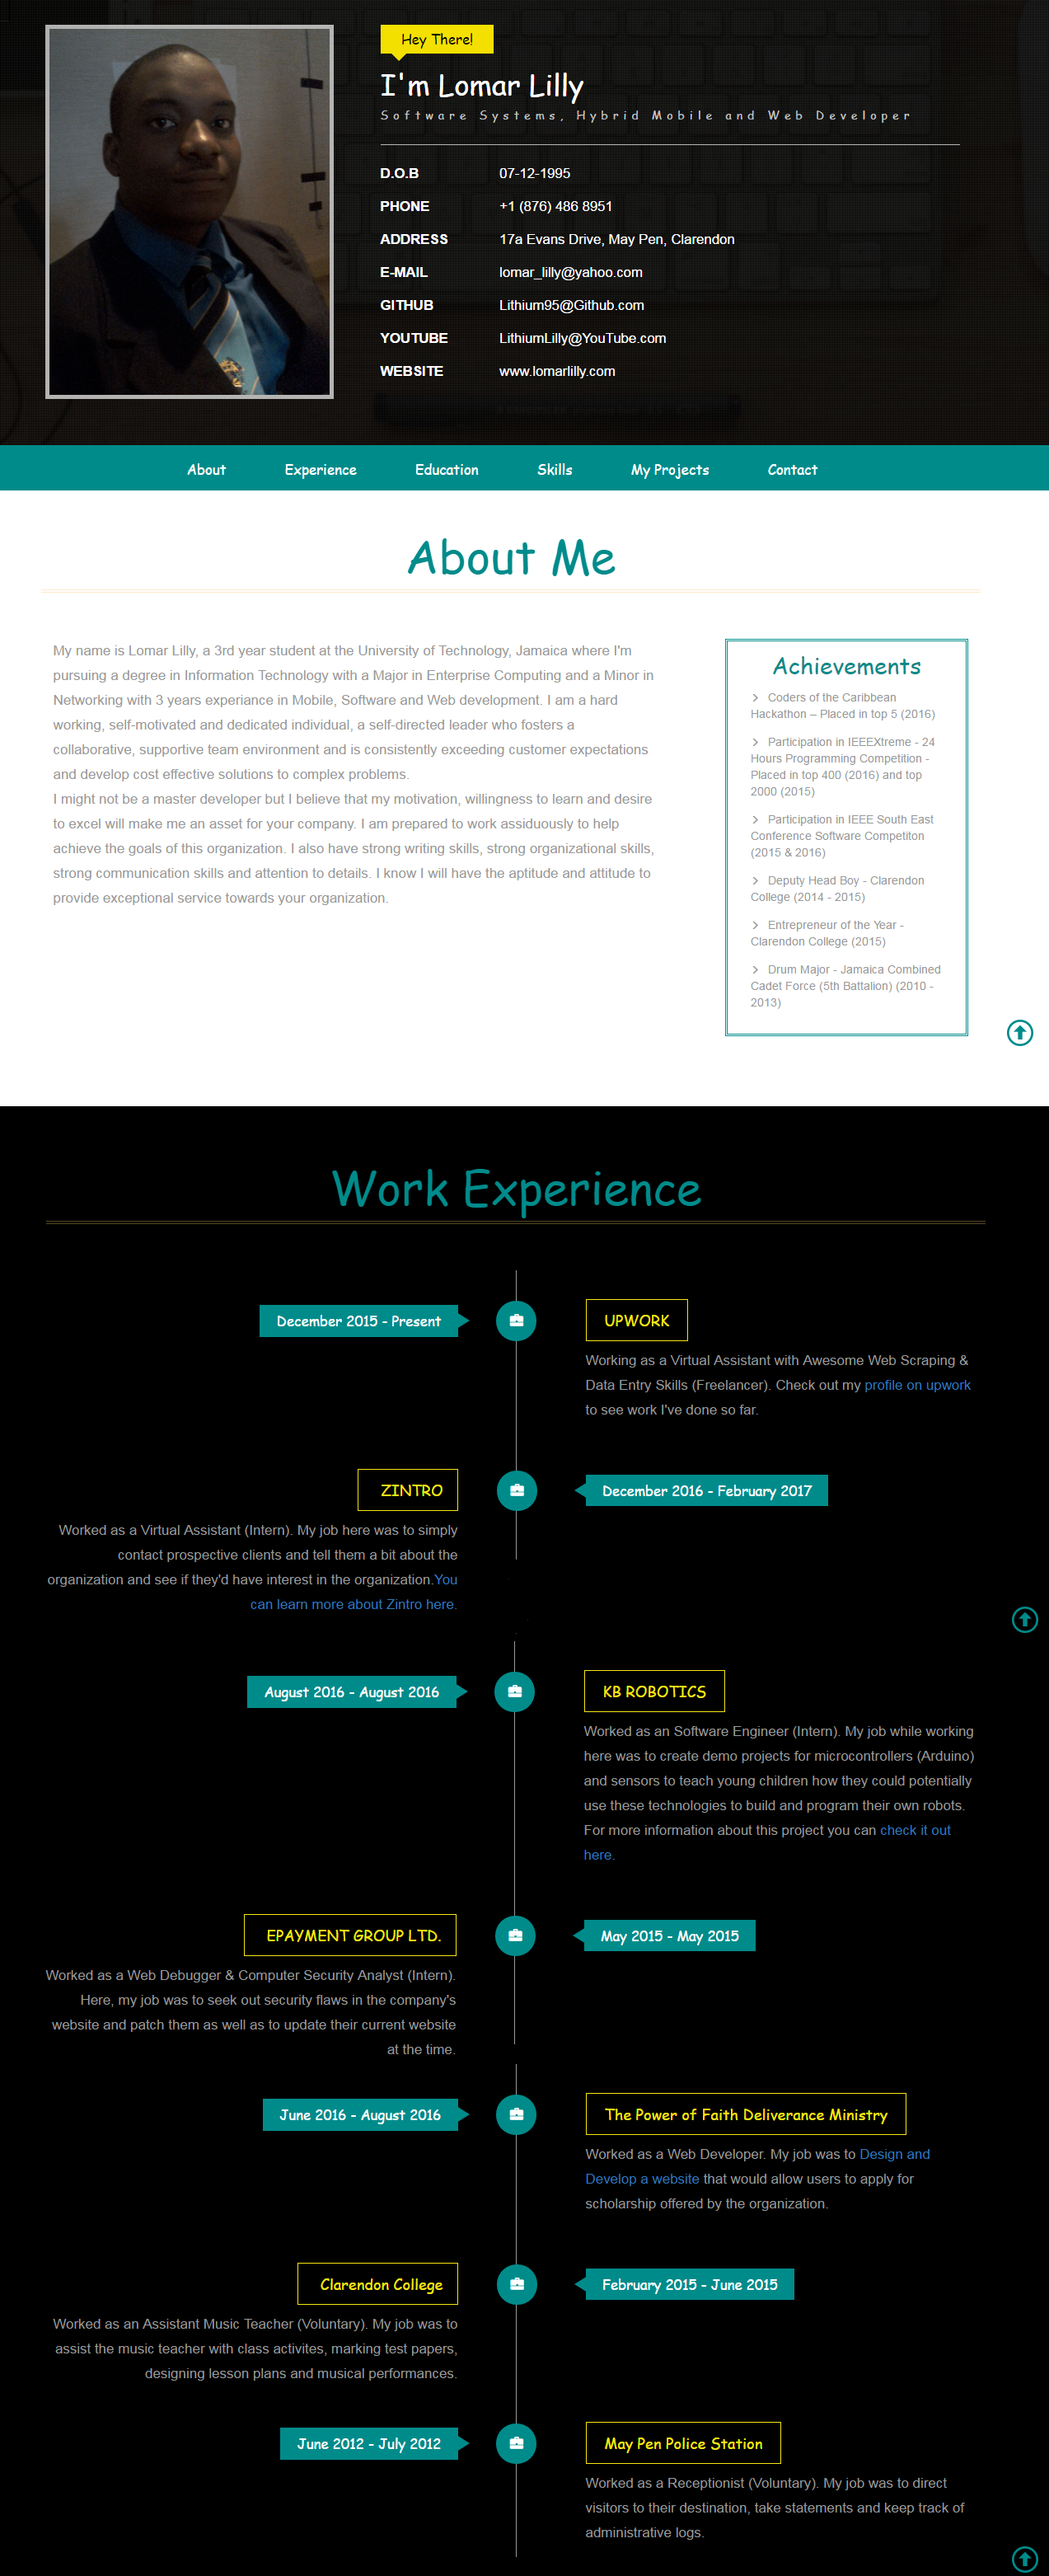 Hey There!
I'm Lomar Lilly
Software Systems, Hybrid Mobile and Web Developer
D.O.B 07-12-1995
PHONE +1 (876) 486 8951
ADDRESS 17a Evans Drive, May Pen, Clarendon
E-MAIL lomar_lilly@yahoo.com
GITHUB Lithium95@Github.com
YOUTUBE LithiumLilly@YouTube.com
WEBSITE www.lomarlilly.com
About Experience Education Skills My Projects Contact
About Me
My name is Lomar Lilly, a 3rd year student at the University of Technology, Jamaica where I'm
pursuing a degree in Information Technology with a Major in Enterprise Computing and a Minor in
Networking with 3 years experiance in Mobile, Software and Web development. I am a hard
working, self-motivated and dedicated individual, a self-directed leader who fosters a
collaborative, supportive team environment and is consistently exceeding customer expectations
and develop cost effective solutions to complex problems.
I might not be a master developer but I believe that my motivation, willingness to learn and desire
to excel will make me an asset for your company. I am prepared to work assiduously to help
achieve the goals of this organization. I also have strong writing skills, strong organizational skills,
strong communication skills and attention to details. I know I will have the aptitude and attitude to
provide exceptional service towards your organization.
Achievements
Coders of the Caribbean
Hackathon – Placed in top 5 (2016)
Participation in IEEEXtreme - 24
Hours Programming Competition -
Placed in top 400 (2016) and top
2000 (2015)
Participation in IEEE South East
Conference Software Competiton
(2015 & 2016)
Deputy Head Boy - Clarendon
College (2014 - 2015)
Entrepreneur of the Year -
Clarendon College (2015)
Drum Major - Jamaica Combined
Cadet Force (5th Battalion) (2010 -
2013)
Work Experience
December 2015 - Present
UPWORK
Working as a Virtual Assistant with Awesome Web Scraping &
Data Entry Skills (Freelancer). Check out my profile on upwork
to see work I've done so far.
ZINTRO
December 2016 - February 2017
Worked as a Virtual Assistant (Intern). My job here was to simply
contact prospective clients and tell them a bit about the
organization and see if they'd have interest in the organization.You
can learn more about Zintro here.
August 2016 - August 2016
KB ROBOTICS
Worked as an Software Engineer (Intern). My job while working
here was to create demo projects for microcontrollers (Arduino)
and sensors to teach young children how they could potentially
use these technologies to build and program their own robots.
For more information about this project you can check it out
here.
EPAYMENT GROUP LTD.
May 2015 - May 2015
Worked as a Web Debugger & Computer Security Analyst (Intern).
Here, my job was to seek out security flaws in the company's
website and patch them as well as to update their current website
at the time.
June 2016 - August 2016
The Power of Faith Deliverance Ministry
Worked as a Web Developer. My job was to Design and
Develop a website that would allow users to apply for
scholarship offered by the organization.
Clarendon College
February 2015 - June 2015
Worked as an Assistant Music Teacher (Voluntary). My job was to
assist the music teacher with class activites, marking test papers,
designing lesson plans and musical performances.
June 2012 - July 2012
May Pen Police Station
Worked as a Receptionist (Voluntary). My job was to direct
visitors to their destination, take statements and keep track of
administrative logs.